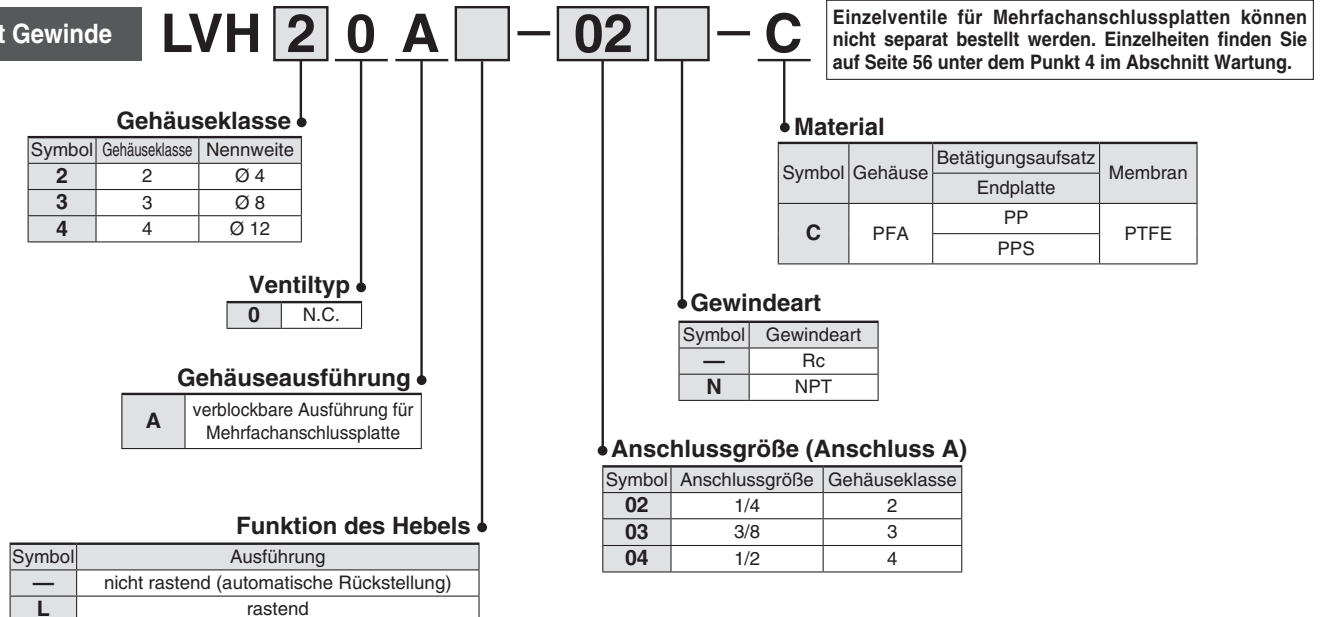 t Gewinde
LVH 2 0 A — 02 — C
Einzelventile für Mehrfachanschlussplatten können
nicht separat bestellt werden. Einzelheiten finden Sie
auf Seite 56 unter dem Punkt 4 im Abschnitt Wartung.
Gehäuseklasse
Symbol Gehäuseklasse Nennweite
2 2 Ø 4
3 3 Ø 8
4 4 Ø 12
Ventiltyp
0 N.C.
Gehäuseausführung
A verblockbare Ausführung für
Mehrfachanschlussplatte
Funktion des Hebels
Symbol Ausführung
— nicht rastend (automatische Rückstellung)
L rastend
Material
Symbol Gehäuse Betätigungsaufsatz Membran
Endplatte
C PFA PP PTFE
PPS
Gewindeart
Symbol Gewindeart
— Rc
N NPT
Anschlussgröße (Anschluss A)
Symbol Anschlussgröße Gehäuseklasse
02 1/4 2
03 3/8 3
04 1/2 4